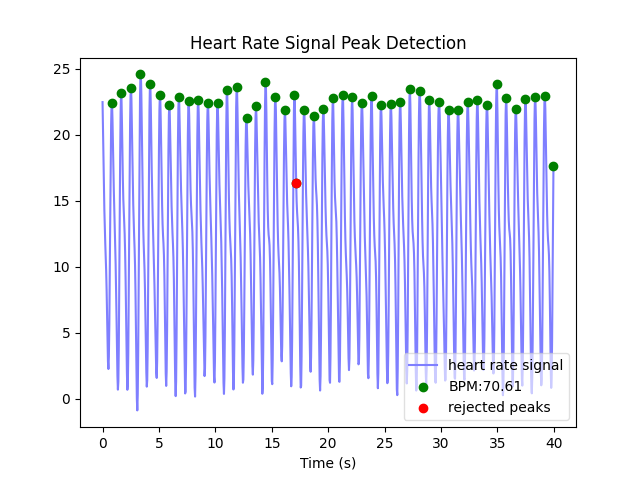 Heart Rate Signal Peak Detection
25
20
15
10
5
0
heart rate signal
BPM:70.61
rejected peaks
0 5 10 15 20 25 30 35 40
Time (s)